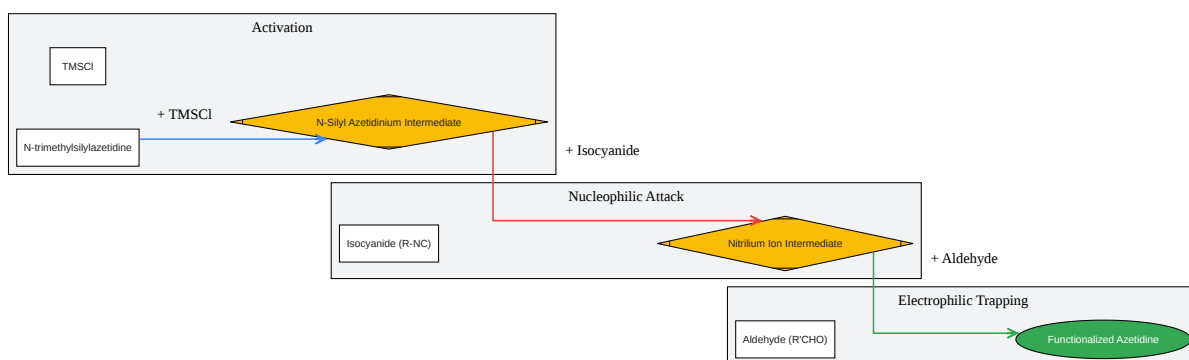 Activation
TMSCl
+ TMSCl
N-Silyl Azetidinium Intermediate
N-trimethylsilylazetidine
+ Isocyanide
Nucleophilic Attack
Isocyanide (R-NC)
Nitrilium Ion Intermediate
+ Aldehyde
Electrophilic Trapping
Aldehyde (R'CHO)
Functionalized Azetidine